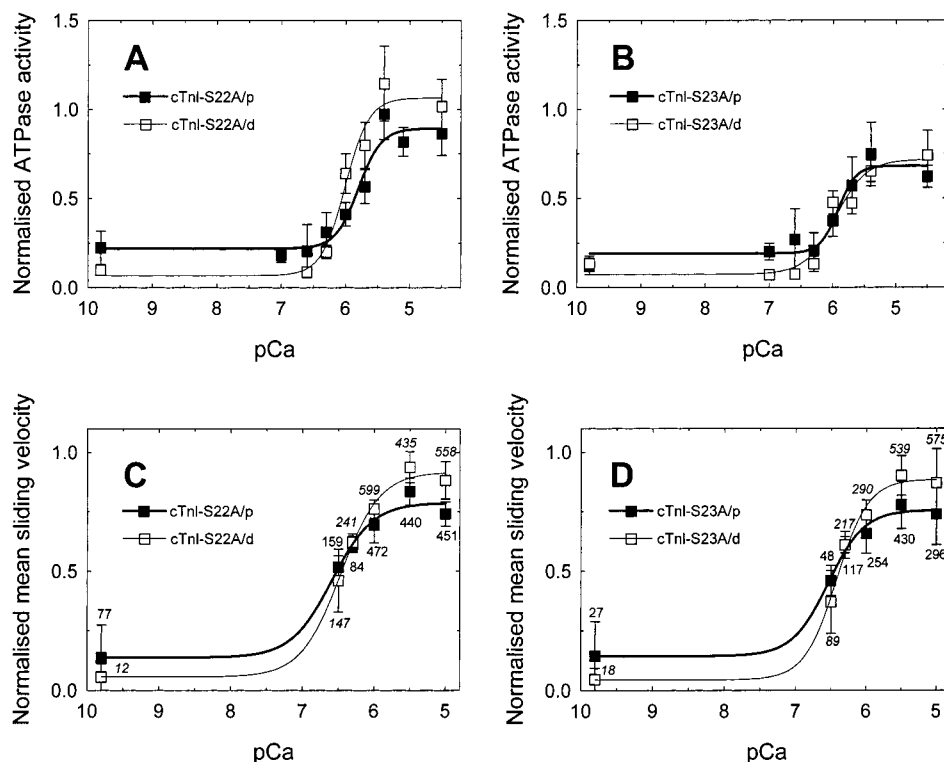 A
Normalised ATPase activity
1.5
1.0
0.5
0.0
cTnI-S22A/p
cTnI-S22A/d
10 9 8 7 6 5
pCa
B
Normalised ATPase activity
1.5
1.0
0.5
0.0
cTnI-S23A/p
cTnI-S23A/d
10 9 8 7 6 5
pCa
C
Normalised mean sliding velocity
1.0
0.5
0.0
cTnI-S22A/p
cTnI-S22A/d
77
12
159
147
241
84
599
472
435
440
558
451
10 9 8 7 6 5
pCa
D
Normalised mean sliding velocity
1.0
0.5
0.0
cTnI-S23A/p
cTnI-S23A/d
27
18
48
89
217
117
290
254
539
430
575
296
10 9 8 7 6 5
pCa